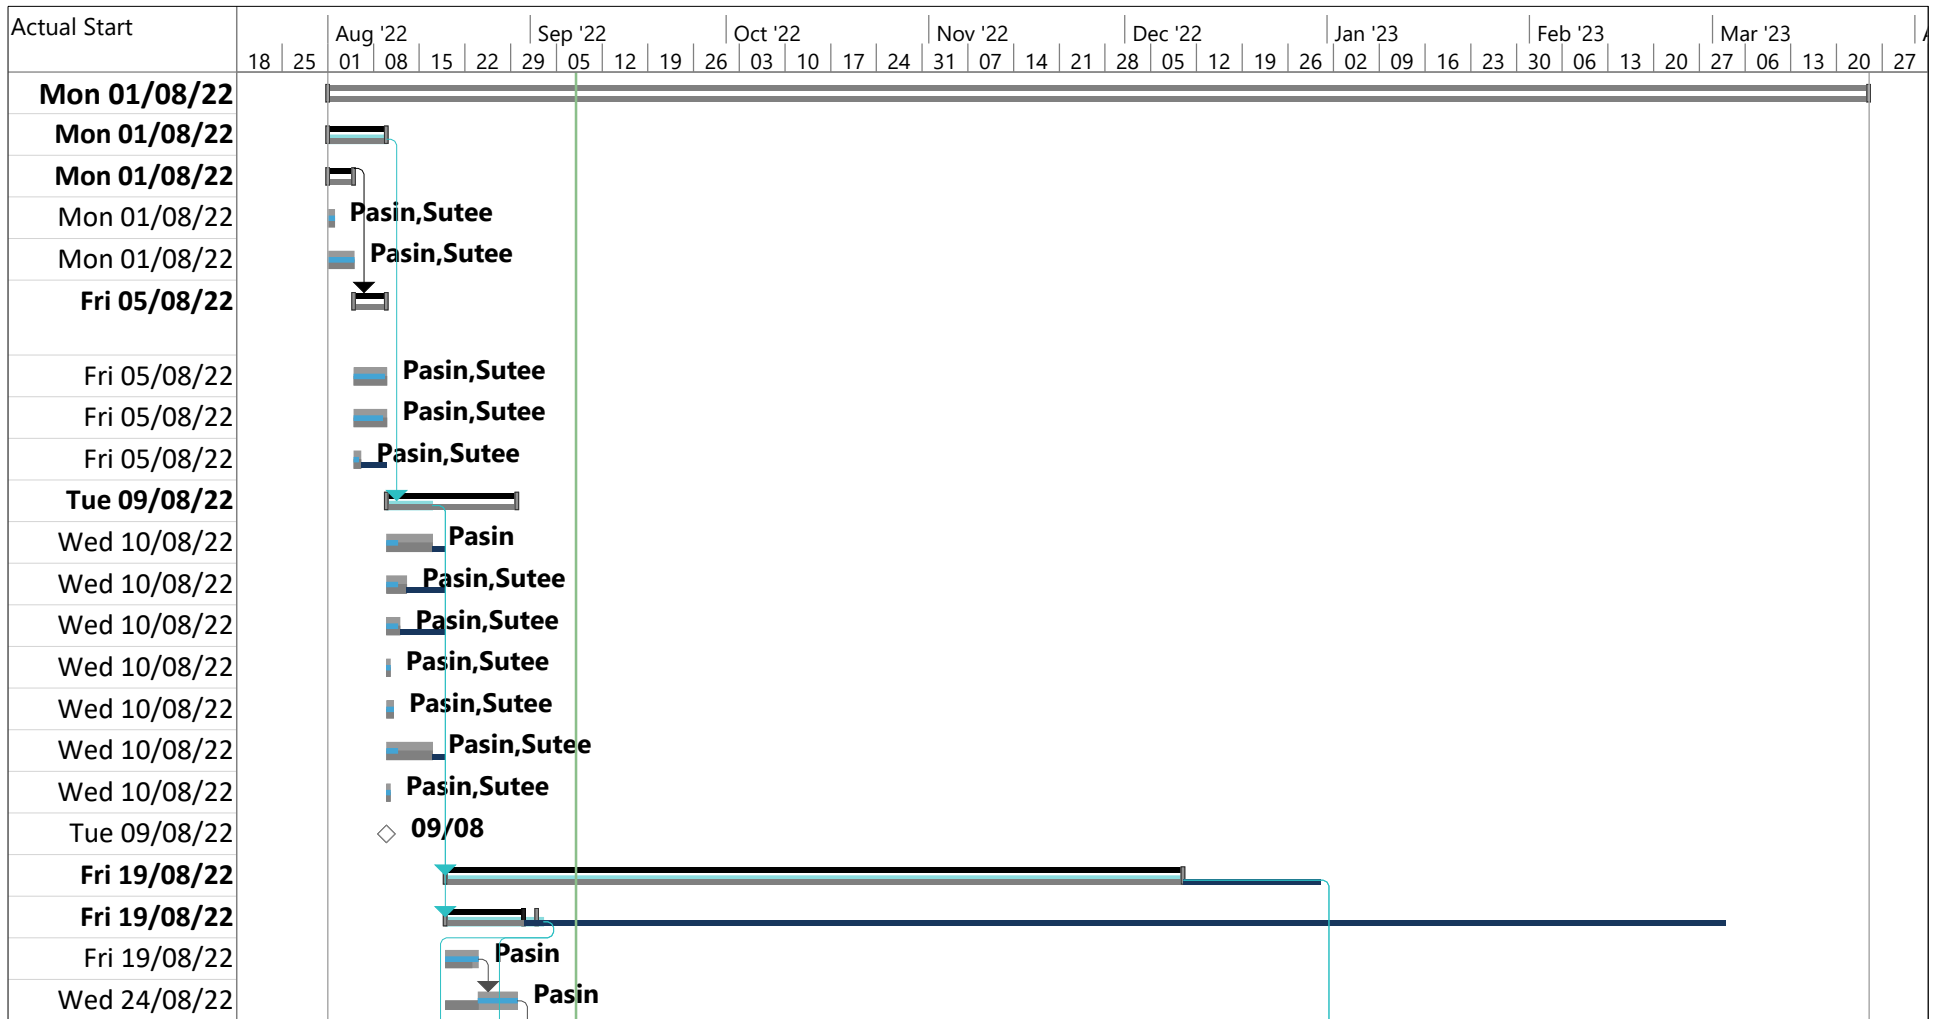 Actual Start
Aug '22 Sep '22 Oct '22 Nov '22 Dec '22 Jan '23 Feb '23 Mar '23
18 25 01 08 15 22 29 05 12 19 26 03 10 17 24 31 07 14 21 28 05 12 19 26 02 09 16 23 30 06 13 20 27 06 13 20 27
Mon 01/08/22
Mon 01/08/22
Mon 01/08/22
Mon 01/08/22 Pasin,Sutee
Mon 01/08/22 Pasin,Sutee
Fri 05/08/22
Fri 05/08/22 Pasin,Sutee
Fri 05/08/22 Pasin,Sutee
Fri 05/08/22 Pasin,Sutee
Tue 09/08/22
Wed 10/08/22 Pasin
Wed 10/08/22 Pasin,Sutee
Wed 10/08/22 Pasin,Sutee
Wed 10/08/22 Pasin,Sutee
Wed 10/08/22 Pasin,Sutee
Wed 10/08/22 Pasin,Sutee
Wed 10/08/22 Pasin,Sutee
Tue 09/08/22 09/08
Fri 19/08/22
Fri 19/08/22
Fri 19/08/22 Pasin
Wed 24/08/22 Pasin